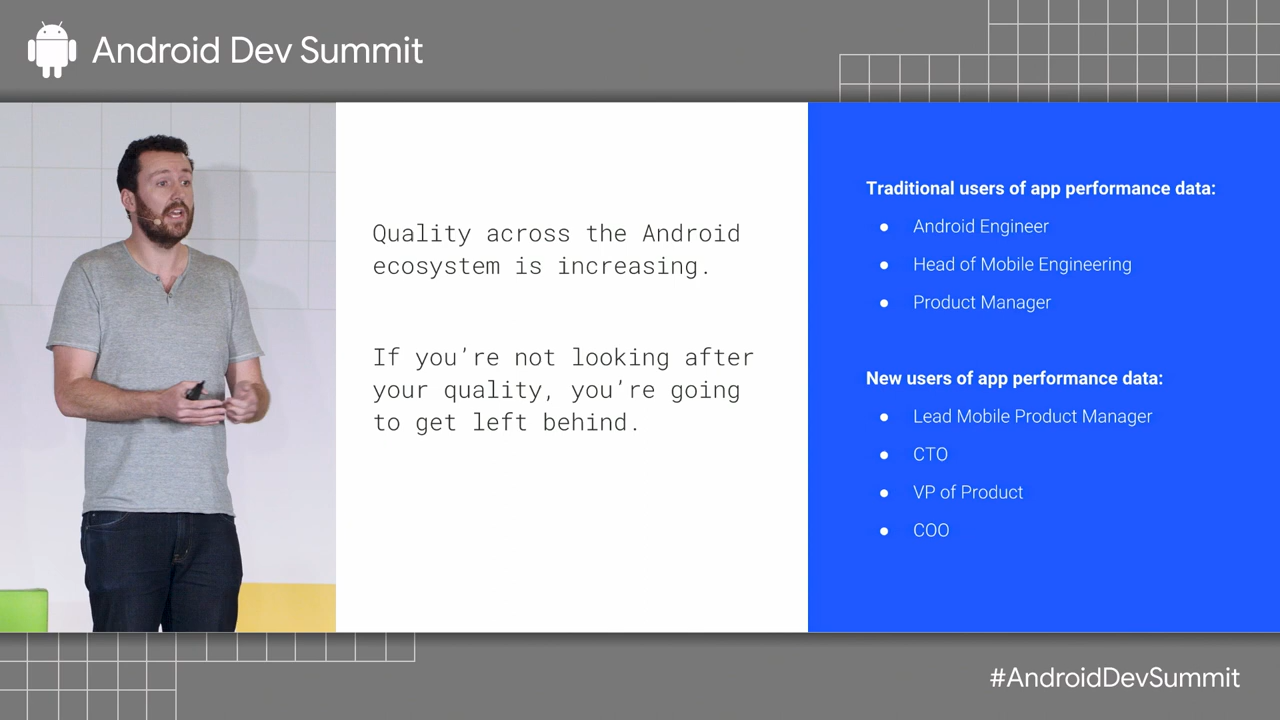 Android Dev Summit
Quality across the Android
ecosystem is increasing.
If you’re not looking after
your quality, you’re going
to get left behind.
Traditional users of app performance data:
● Android Engineer
● Head of Mobile Engineering
● Product Manager
New users of app performance data:
● Lead Mobile Product Manager
● CTO
● VP of Product
● COO
#AndroidDevSummit